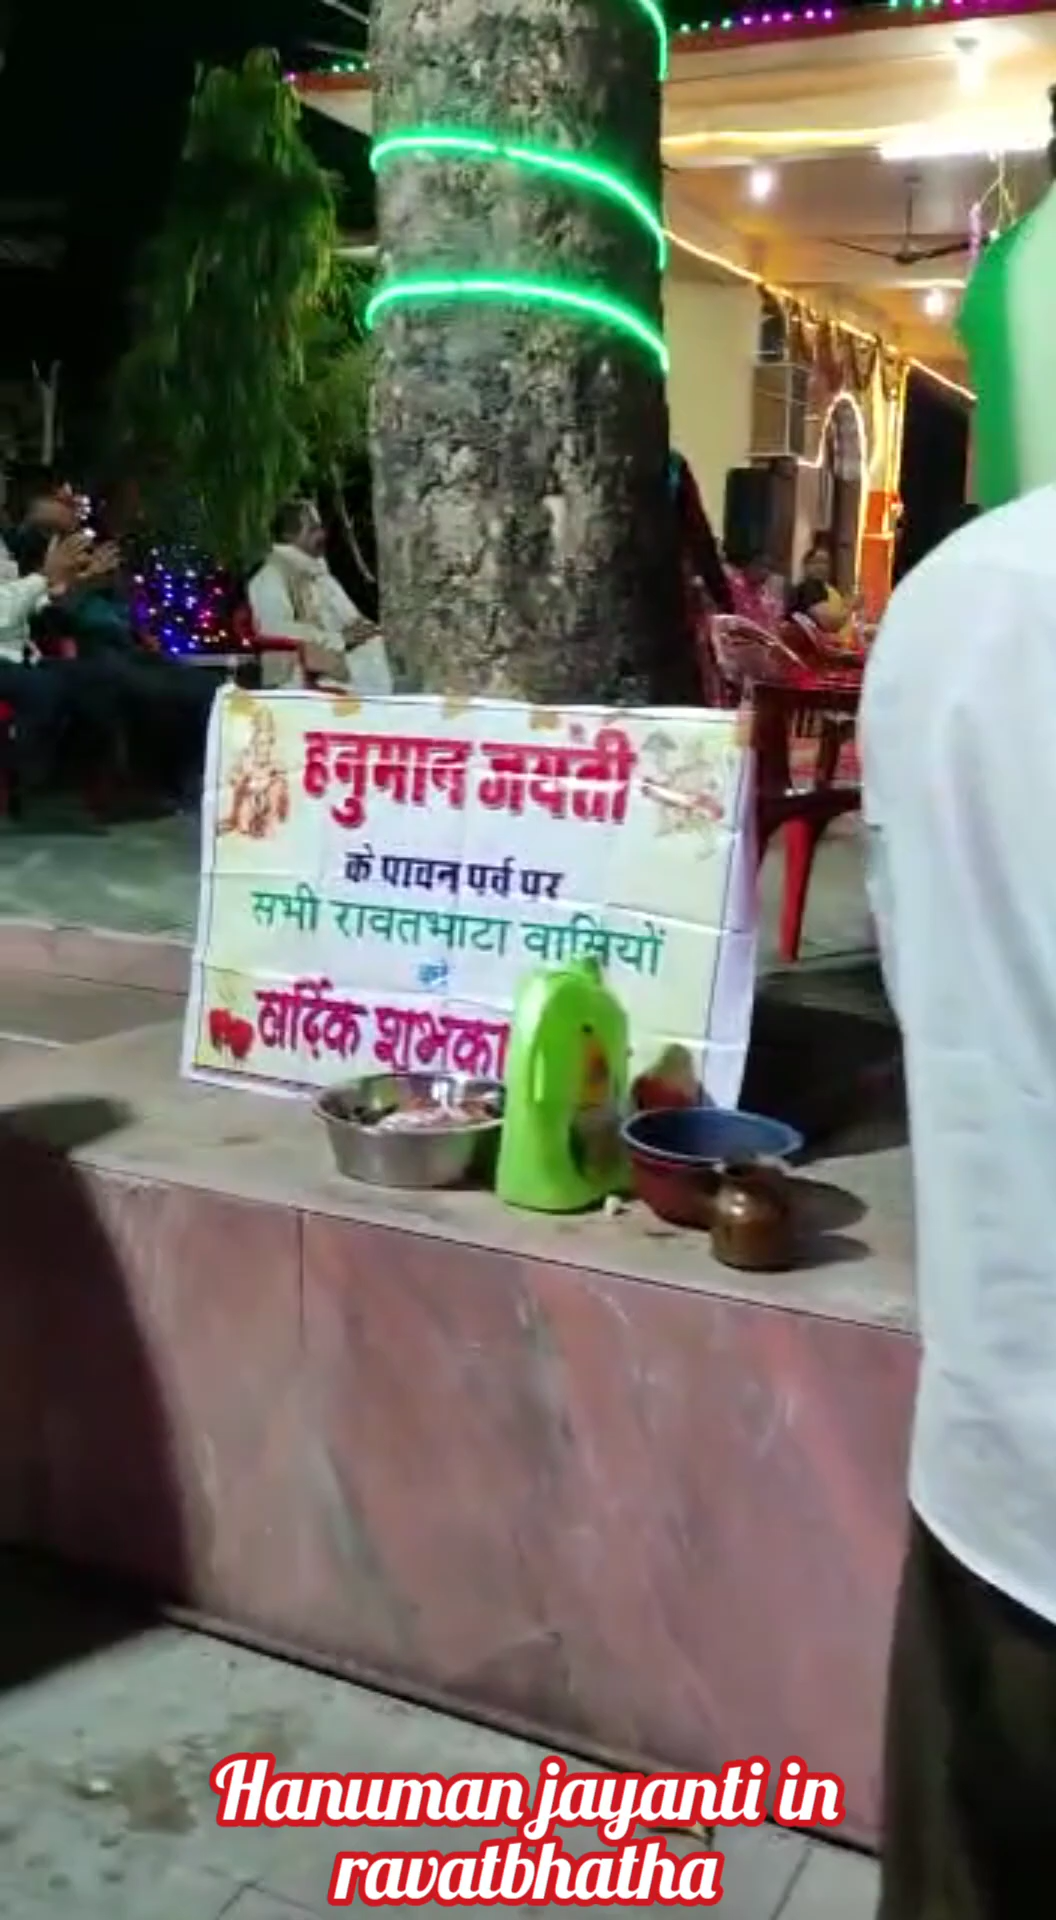 हनुमान जयंती
के पावन पर्व पर
सभी रावतभाटा वासियों
को
हार्दिक शुभका
Hanuman jayanti in
ravatbhatha